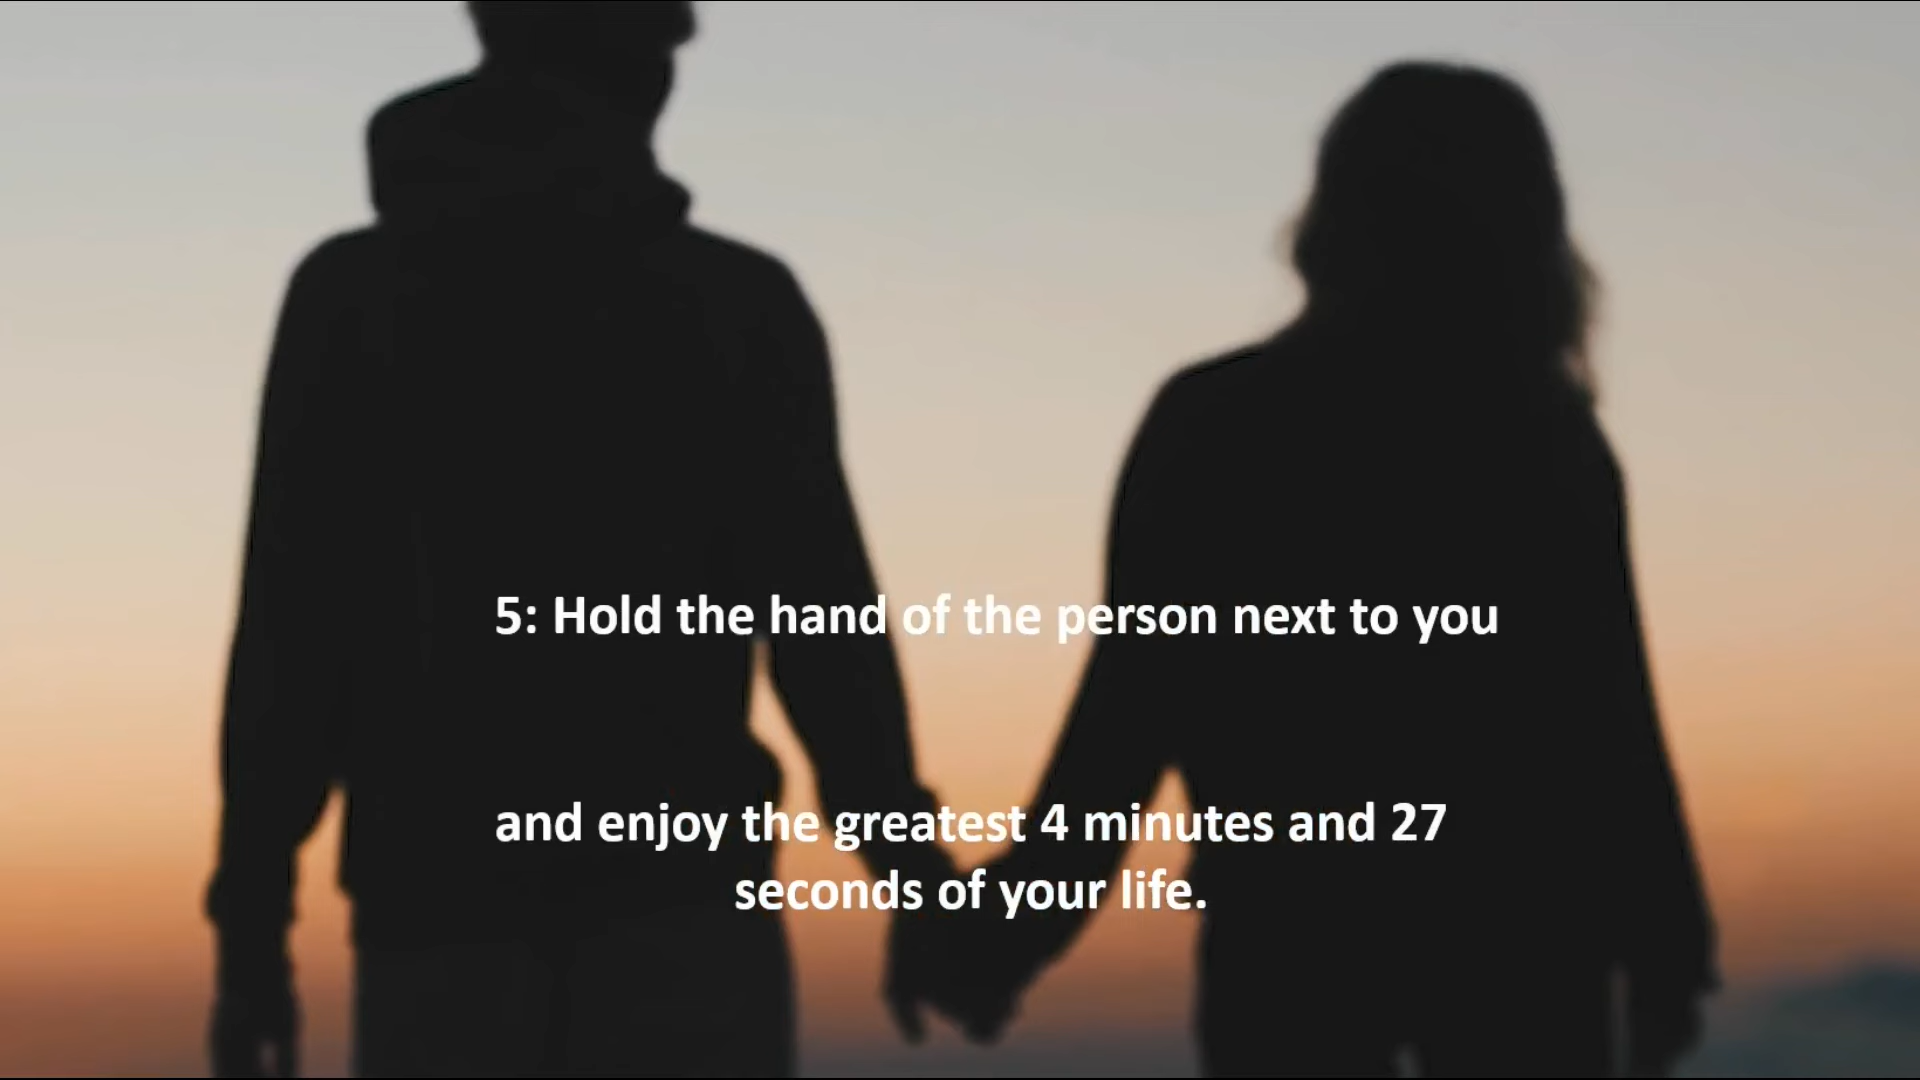 5: Hold the hand of the person next to you
and enjoy the greatest 4 minutes and 27
seconds of your life.